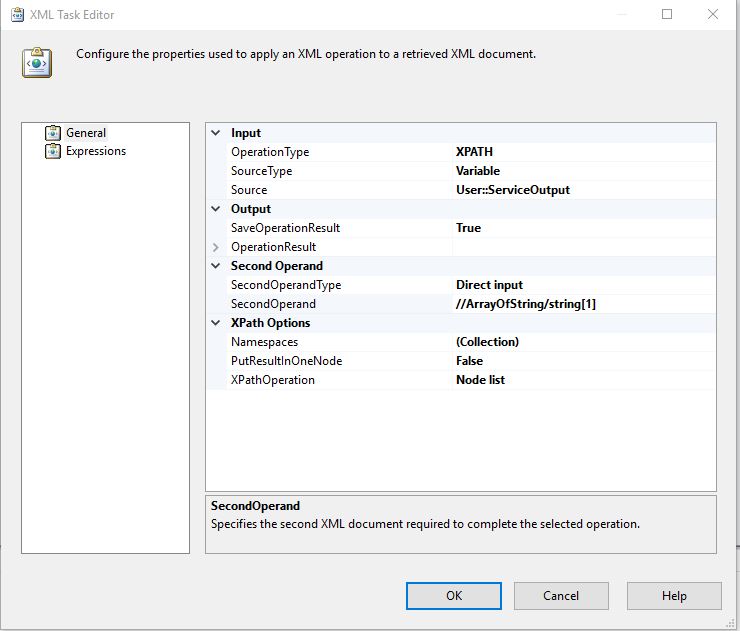 XML Task Editor
Configure the properties used to apply an XML operation to a retrieved XML document.
General
Expressions
Input
OperationType XPATH
SourceType Variable
Source User::ServiceOutput
Output
SaveOperationResult True
OperationResult
Second Operand
SecondOperandType Direct input
SecondOperand //ArrayOfString/string[1]
XPath Options
Namespaces (Collection)
PutResultInOneNode False
XPathOperation Node list
SecondOperand
Specifies the second XML document required to complete the selected operation.
OK Cancel Help